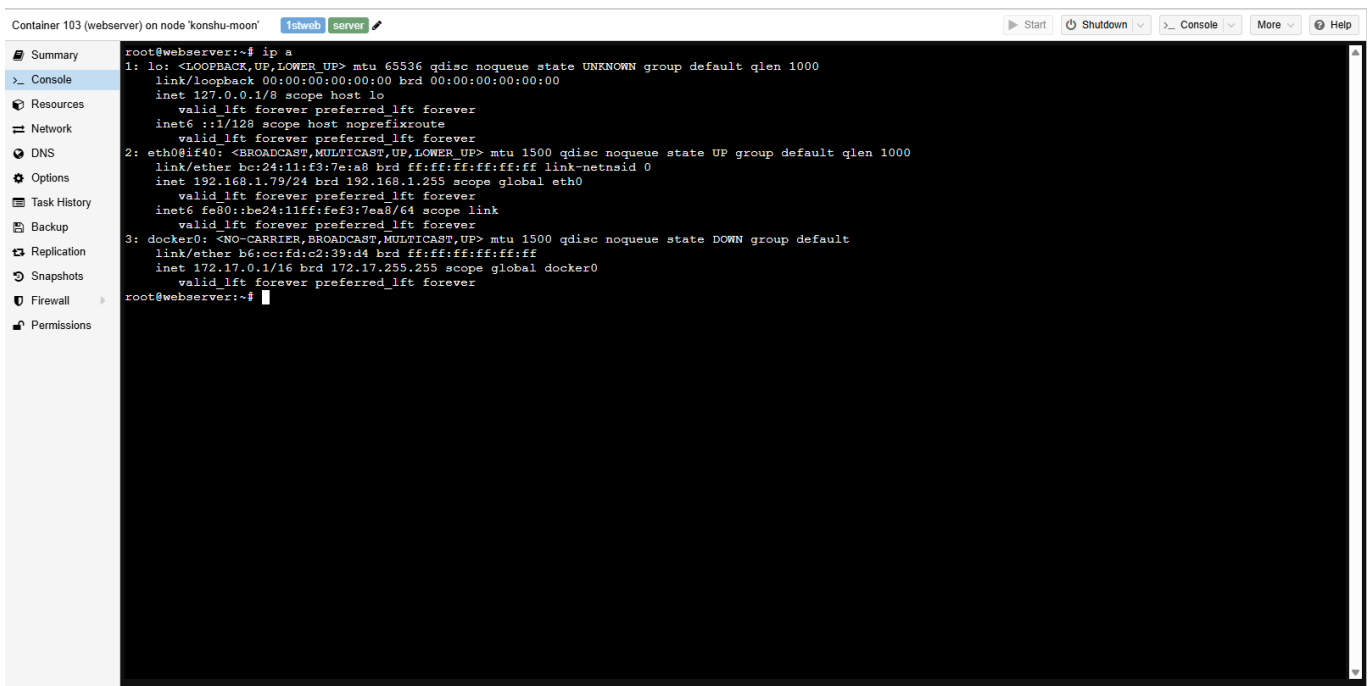 Container 103 (webserver) on node 'konshu-moon' 1stweb server Start Shutdown >_ Console More Help
Summary
>_ Console
Resources
Network
DNS
Options
Task History
Backup
Replication
Snapshots
Firewall
Permissions
root@webserver:~# ip a
1: lo: <LOOPBACK,UP,LOWER_UP> mtu 65536 qdisc noqueue state UNKNOWN group default qlen 1000
    link/loopback 00:00:00:00:00:00 brd 00:00:00:00:00:00
    inet 127.0.0.1/8 scope host lo
       valid_lft forever preferred_lft forever
    inet6 ::1/128 scope host noprefixroute
       valid_lft forever preferred_lft forever
2: eth0@if40: <BROADCAST,MULTICAST,UP,LOWER_UP> mtu 1500 qdisc noqueue state UP group default qlen 1000
    link/ether bc:24:11:f3:7e:a8 brd ff:ff:ff:ff:ff:ff link-netnsid 0
    inet 192.168.1.79/24 brd 192.168.1.255 scope global eth0
       valid_lft forever preferred_lft forever
    inet6 fe80::be24:11ff:fef3:7ea8/64 scope link
       valid_lft forever preferred_lft forever
3: docker0: <NO-CARRIER,BROADCAST,MULTICAST,UP> mtu 1500 qdisc noqueue state DOWN group default
    link/ether b6:cc:fd:c2:39:d4 brd ff:ff:ff:ff:ff:ff
    inet 172.17.0.1/16 brd 172.17.255.255 scope global docker0
       valid_lft forever preferred_lft forever
root@webserver:~#